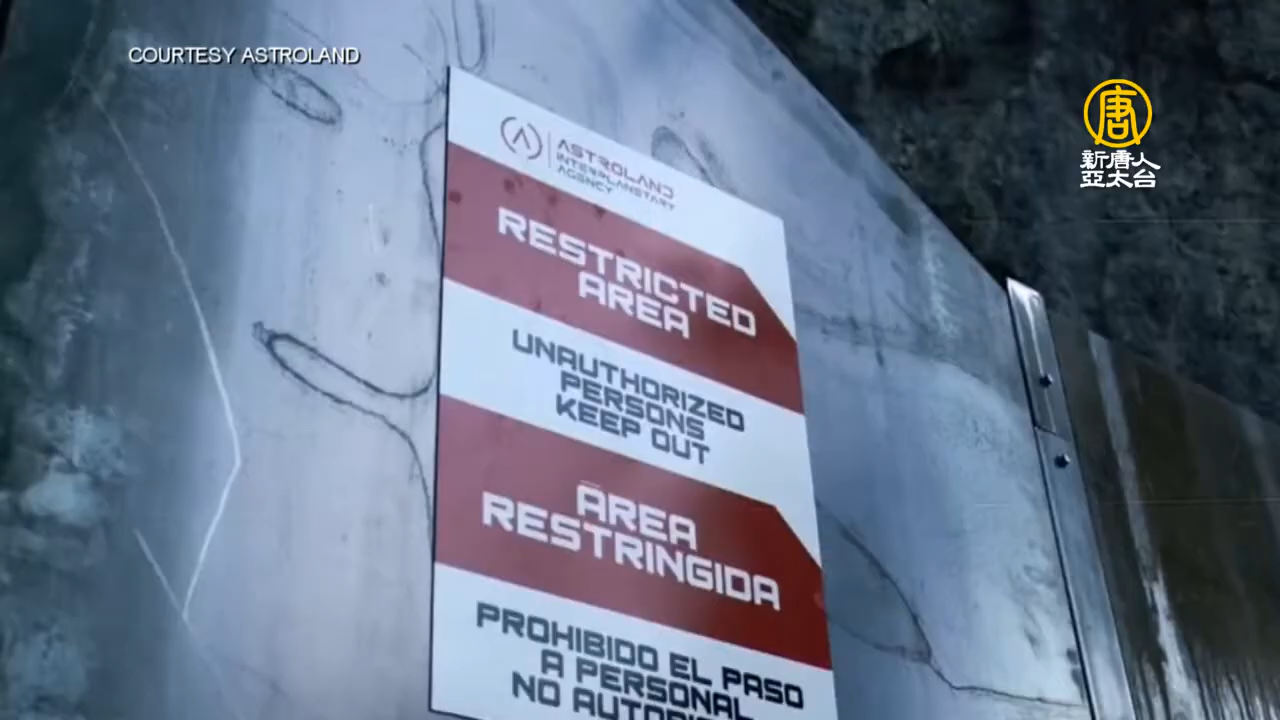 COURTESY ASTROLAND
唐
新唐人
亞太台
ASTROLAND
INTERPLANETARY
AGENCY
RESTRICTED
AREA
UNAUTHORIZED
PERSONS
KEEP OUT
ÁREA
RESTRINGIDA
PROHIBIDO EL PASO
A PERSONAL
NO